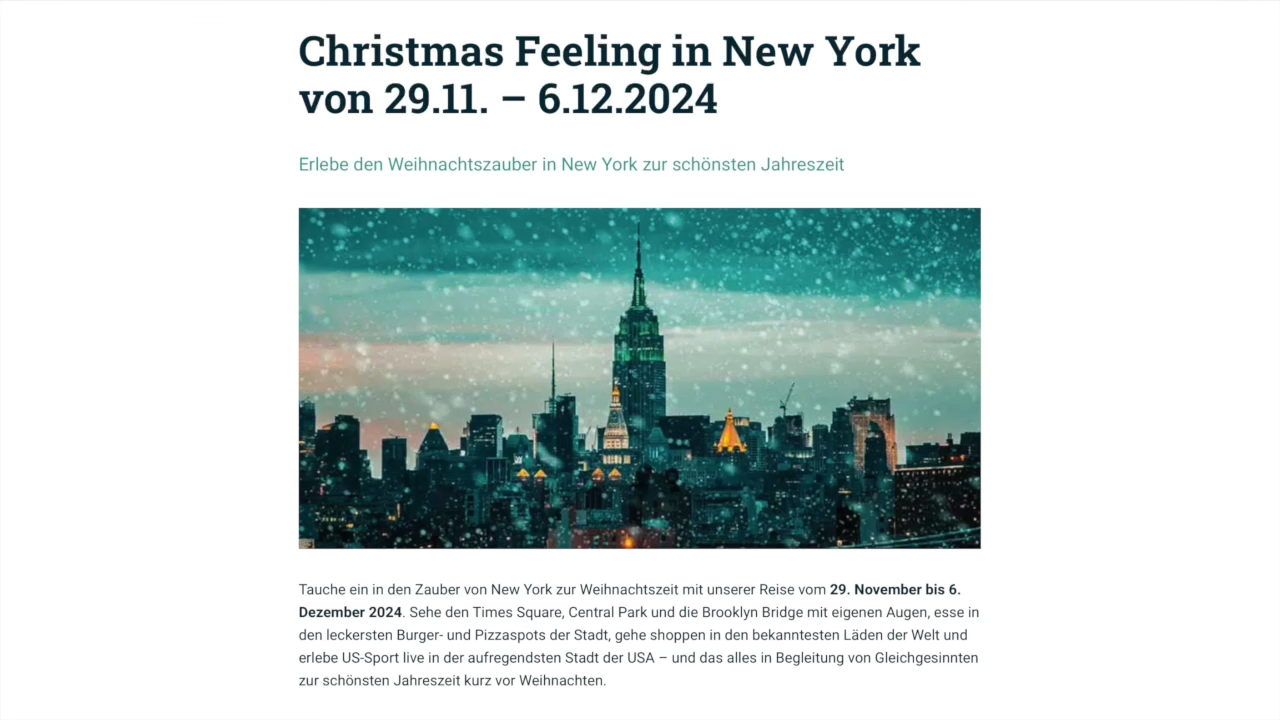 Christmas Feeling in New York
von 29.11. – 6.12.2024
Erlebe den Weihnachtszauber in New York zur schönsten Jahreszeit
Tauche ein in den Zauber von New York zur Weihnachtszeit mit unserer Reise vom 29. November bis 6.
Dezember 2024. Sehe den Times Square, Central Park und die Brooklyn Bridge mit eigenen Augen, esse in
den leckersten Burger- und Pizzaspots der Stadt, gehe shoppen in den bekanntesten Läden der Welt und
erlebe US-Sport live in der aufregendsten Stadt der USA – und das alles in Begleitung von Gleichgesinnten
zur schönsten Jahreszeit kurz vor Weihnachten.